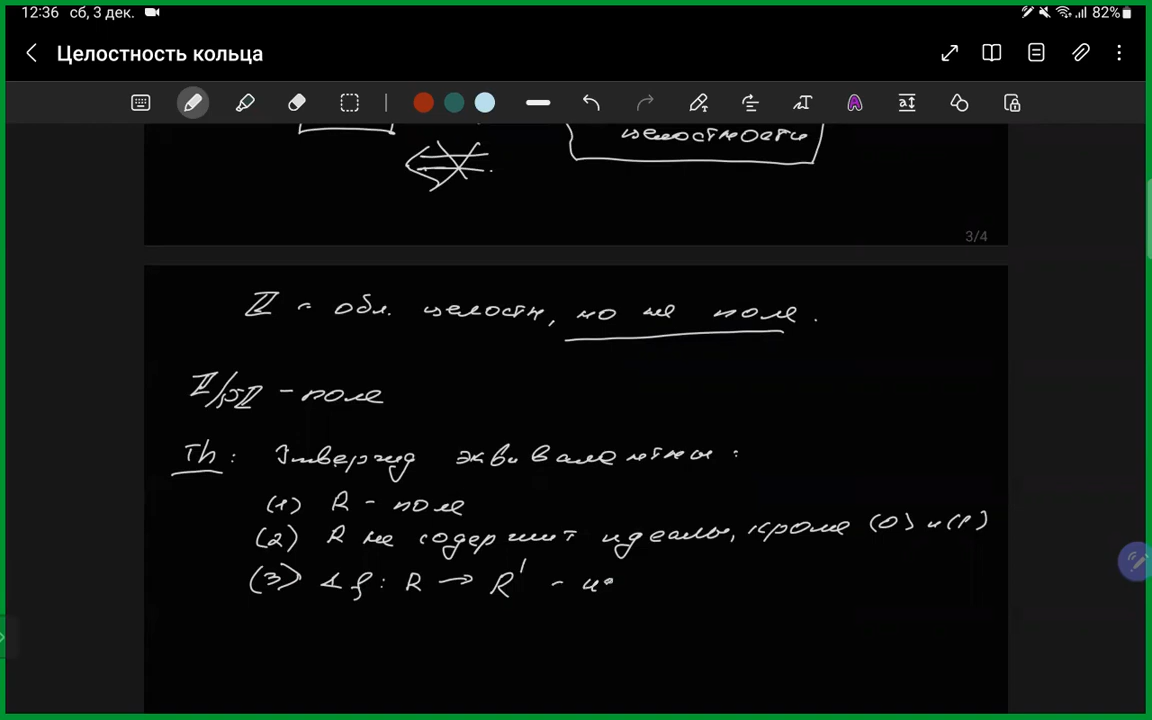 12:36 сб, 3 дек. 82%
Целостность кольца
целостности
3/4
ℤ - обл. целостн, но не поле.
ℤ/5ℤ - поле
Th: Утвержд эквивалентны:
(1) R - поле
(2) R не содержит идеалы, кроме (0) и (1)
(3) ∢ f: R → R' -